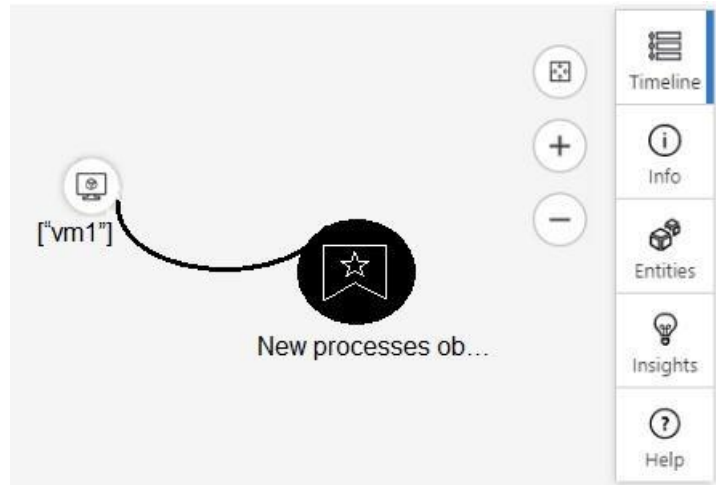 Timeline
+
i
Info
−
["vm1"]
Entities
New processes ob...
Insights
?
Help